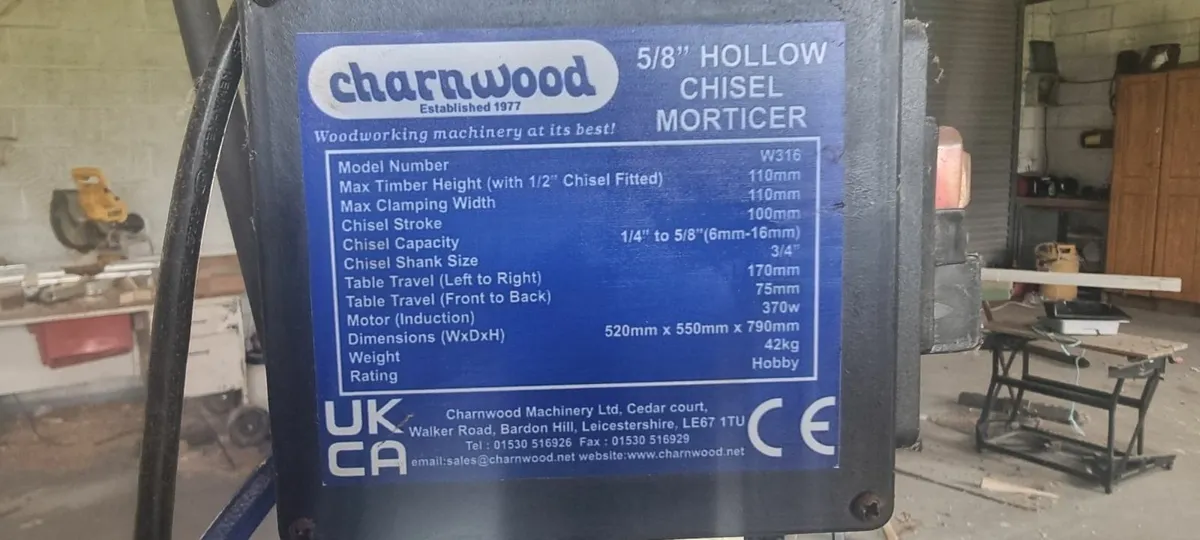 charnwood
Established 1977
Woodworking machinery at its best!
5/8" HOLLOW
CHISEL
MORTICER
Model Number W316
Max Timber Height (with 1/2" Chisel Fitted) 110mm
Max Clamping Width 110mm
Chisel Stroke 100mm
Chisel Capacity 1/4" to 5/8"(6mm-16mm)
Chisel Shank Size 3/4"
Table Travel (Left to Right) 170mm
Table Travel (Front to Back) 75mm
Motor (Induction) 370w
Dimensions (WxDxH) 520mm x 550mm x 790mm
Weight 42kg
Rating Hobby
UK
CA
Charnwood Machinery Ltd, Cedar court,
Walker Road, Bardon Hill, Leicestershire, LE67 1TU
Tel : 01530 516926 Fax : 01530 516929
email:sales@charnwood.net website:www.charnwood.net
CE